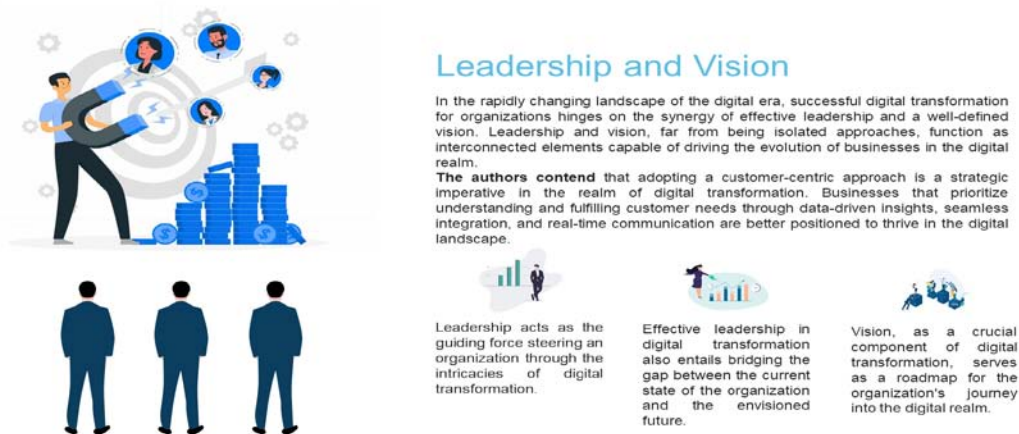 Leadership and Vision
In the rapidly changing landscape of the digital era, successful digital transformation
for organizations hinges on the synergy of effective leadership and a well-defined
vision. Leadership and vision, far from being isolated approaches, function as
interconnected elements capable of driving the evolution of businesses in the digital
realm.
The authors contend that adopting a customer-centric approach is a strategic
imperative in the realm of digital transformation. Businesses that prioritize
understanding and fulfilling customer needs through data-driven insights, seamless
integration, and real-time communication are better positioned to thrive in the digital
landscape.
Leadership acts as the
guiding force steering an
organization through the
intricacies of digital
transformation.
Effective leadership in
digital transformation
also entails bridging the
gap between the current
state of the organization
and the envisioned
future.
Vision, as a crucial
component of digital
transformation, serves
as a roadmap for the
organization's journey
into the digital realm.